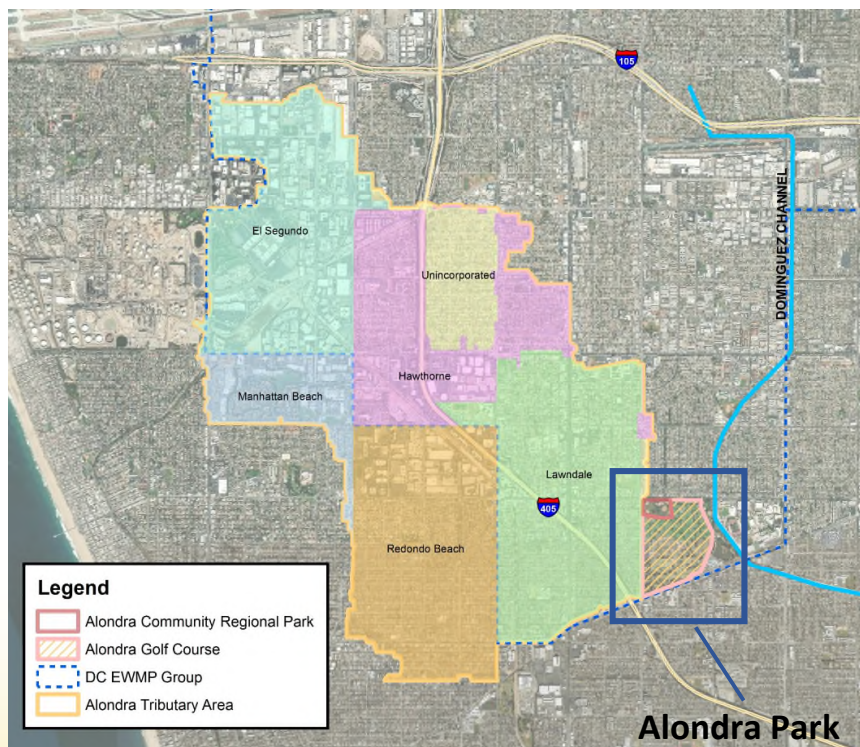 105
DOMINGUEZ CHANNEL
El Segundo
Unincorporated
Hawthorne
Manhattan Beach
Lawndale
405
Redondo Beach
Legend
Alondra Community Regional Park
Alondra Golf Course
DC EWMP Group
Alondra Tributary Area
Alondra Park